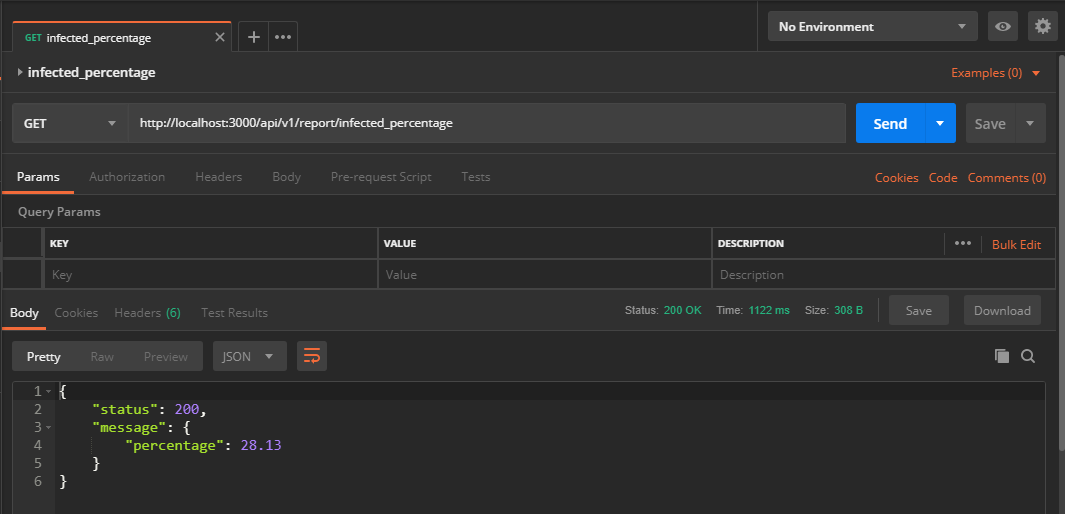 GET infected_percentage
No Environment
infected_percentage
Examples (0)
GET http://localhost:3000/api/v1/report/infected_percentage Send Save
Params Authorization Headers Body Pre-request Script Tests Cookies Code Comments (0)
Query Params
KEY VALUE DESCRIPTION Bulk Edit
Key Value Description
Body Cookies Headers (6) Test Results Status: 200 OK Time: 1122 ms Size: 308 B Save Download
Pretty Raw Preview JSON
1 {
2 "status": 200,
3 "message": {
4 "percentage": 28.13
5 }
6 }